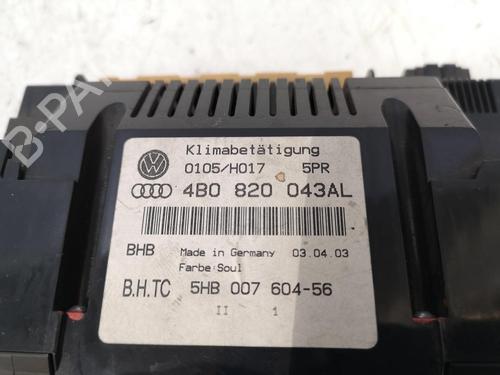 Klimabetätigung
0105/H017 5PR
4B0 820 043AL
BHB Made in Germany 03.04.03
Farbe:Soul
B.H.TC 5HB 007 604-56
II 1
B-PARTS